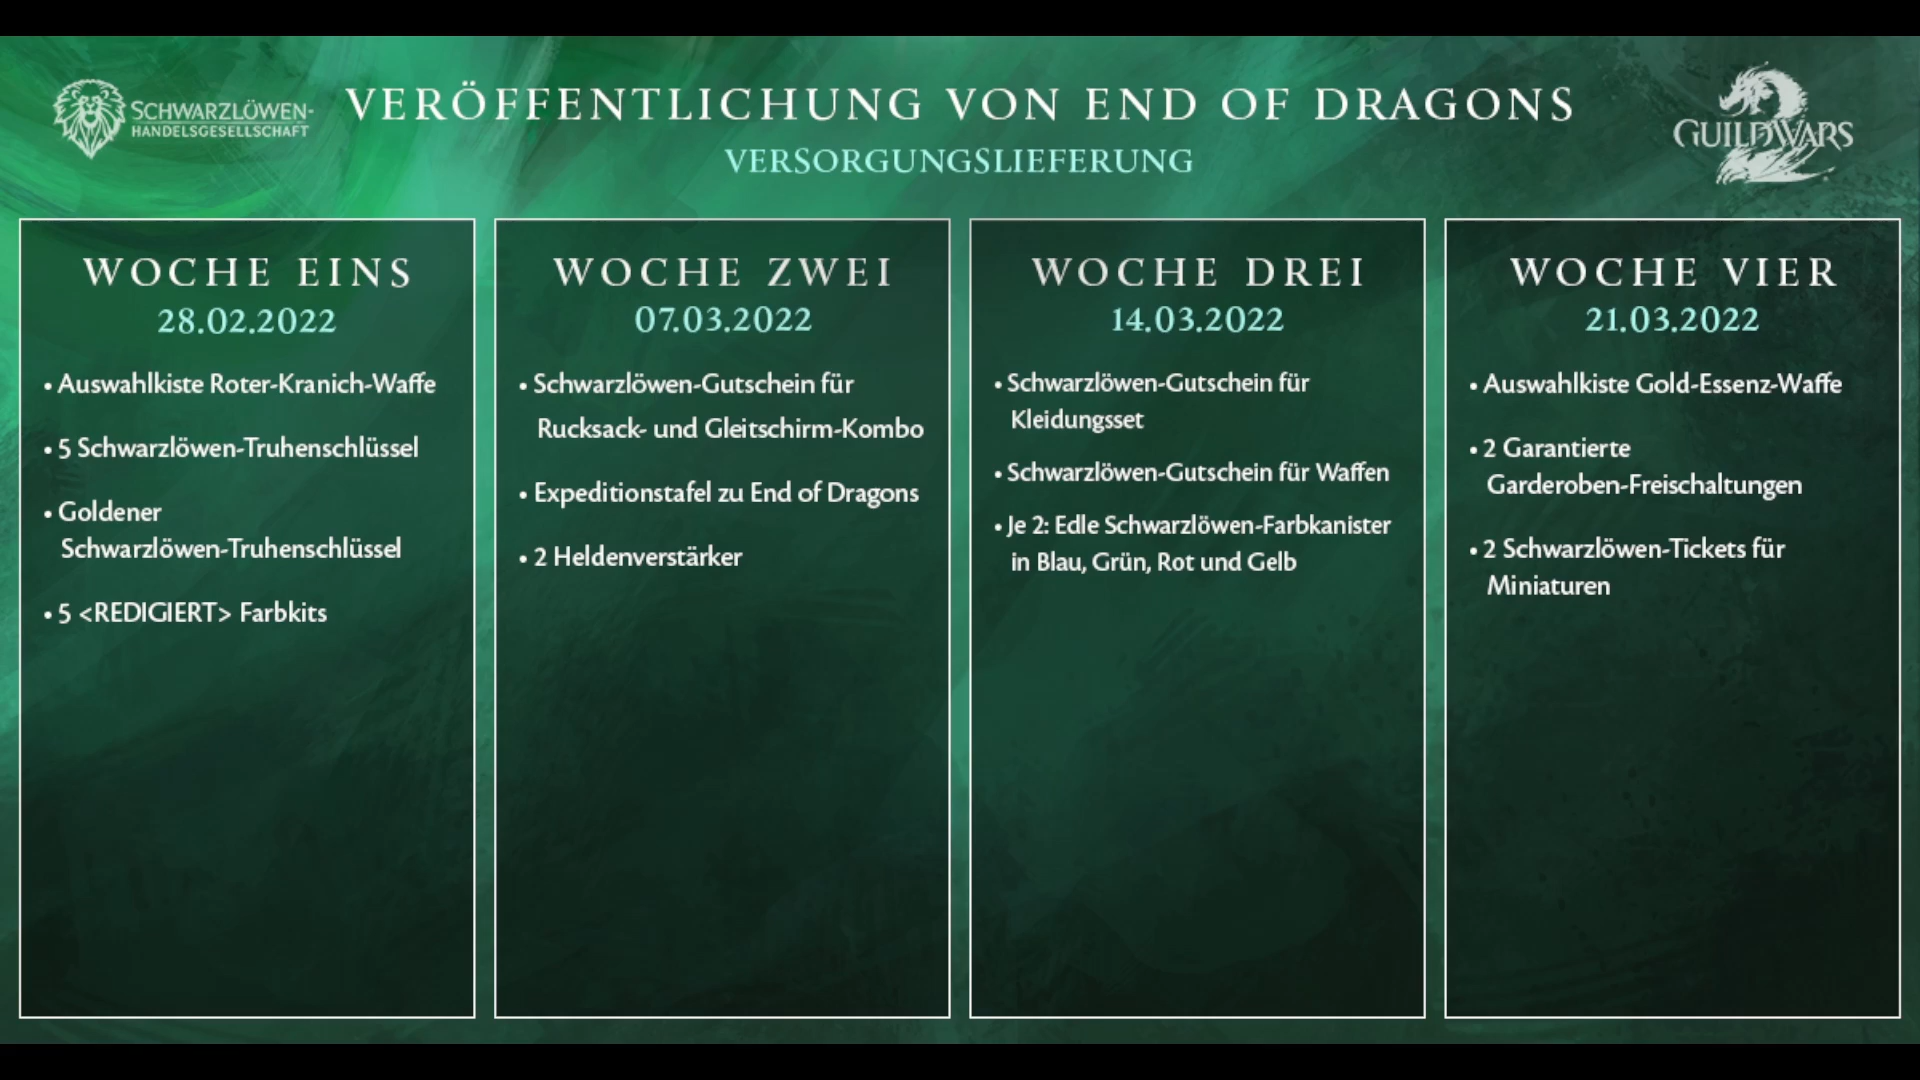 SCHWARZLÖWEN-
HANDELSGESELLSCHAFT
VERÖFFENTLICHUNG VON END OF DRAGONS
VERSORGUNGSLIEFERUNG
GUILDWARS
2
WOCHE EINS
28.02.2022
• Auswahlkiste Roter-Kranich-Waffe
• 5 Schwarzlöwen-Truhenschlüssel
• Goldener
Schwarzlöwen-Truhenschlüssel
• 5 <REDIGIERT> Farbkits
WOCHE ZWEI
07.03.2022
• Schwarzlöwen-Gutschein für
Rucksack- und Gleitschirm-Kombo
• Expeditionstafel zu End of Dragons
• 2 Heldenverstärker
WOCHE DREI
14.03.2022
• Schwarzlöwen-Gutschein für
Kleidungsset
• Schwarzlöwen-Gutschein für Waffen
• Je 2: Edle Schwarzlöwen-Farbkanister
in Blau, Grün, Rot und Gelb
WOCHE VIER
21.03.2022
• Auswahlkiste Gold-Essenz-Waffe
• 2 Garantierte
Garderoben-Freischaltungen
• 2 Schwarzlöwen-Tickets für
Miniaturen